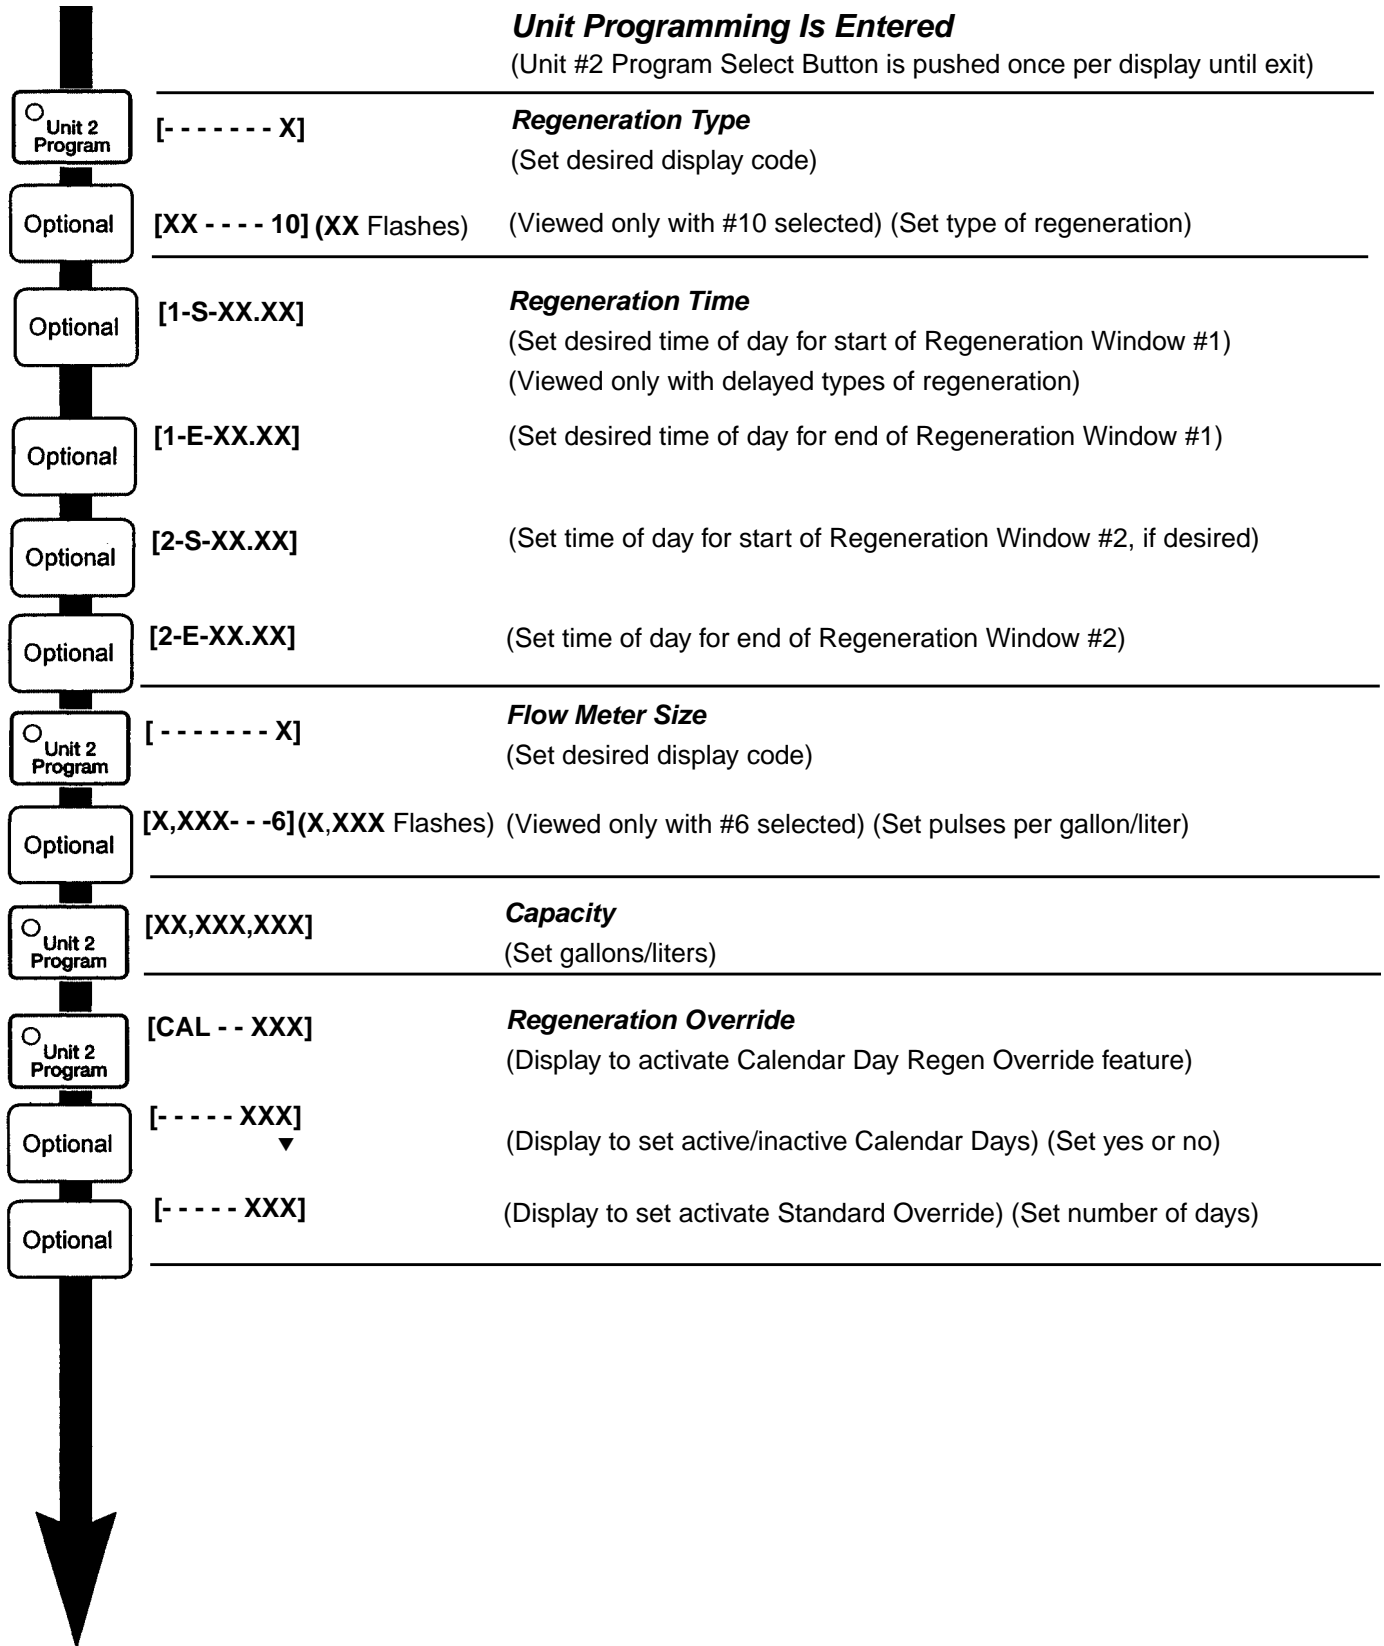 Unit Programming Is Entered
(Unit #2 Program Select Button is pushed once per display until exit)
Unit 2
Program
[- - - - - - - X]
Regeneration Type
(Set desired display code)
Optional
[XX - - - - 10] (XX Flashes)
(Viewed only with #10 selected) (Set type of regeneration)
Optional
[1-S-XX.XX]
Regeneration Time
(Set desired time of day for start of Regeneration Window #1)
(Viewed only with delayed types of regeneration)
Optional
[1-E-XX.XX]
(Set desired time of day for end of Regeneration Window #1)
Optional
[2-S-XX.XX]
(Set time of day for start of Regeneration Window #2, if desired)
Optional
[2-E-XX.XX]
(Set time of day for end of Regeneration Window #2)
Unit 2
Program
[ - - - - - - - X]
Flow Meter Size
(Set desired display code)
Optional
[X,XXX- - -6] (X,XXX Flashes)
(Viewed only with #6 selected) (Set pulses per gallon/liter)
Unit 2
Program
[XX,XXX,XXX]
Capacity
(Set gallons/liters)
Unit 2
Program
[CAL - - XXX]
Regeneration Override
(Display to activate Calendar Day Regen Override feature)
Optional
[- - - - - XXX]
(Display to set active/inactive Calendar Days) (Set yes or no)
Optional
[- - - - - XXX]
(Display to set activate Standard Override) (Set number of days)